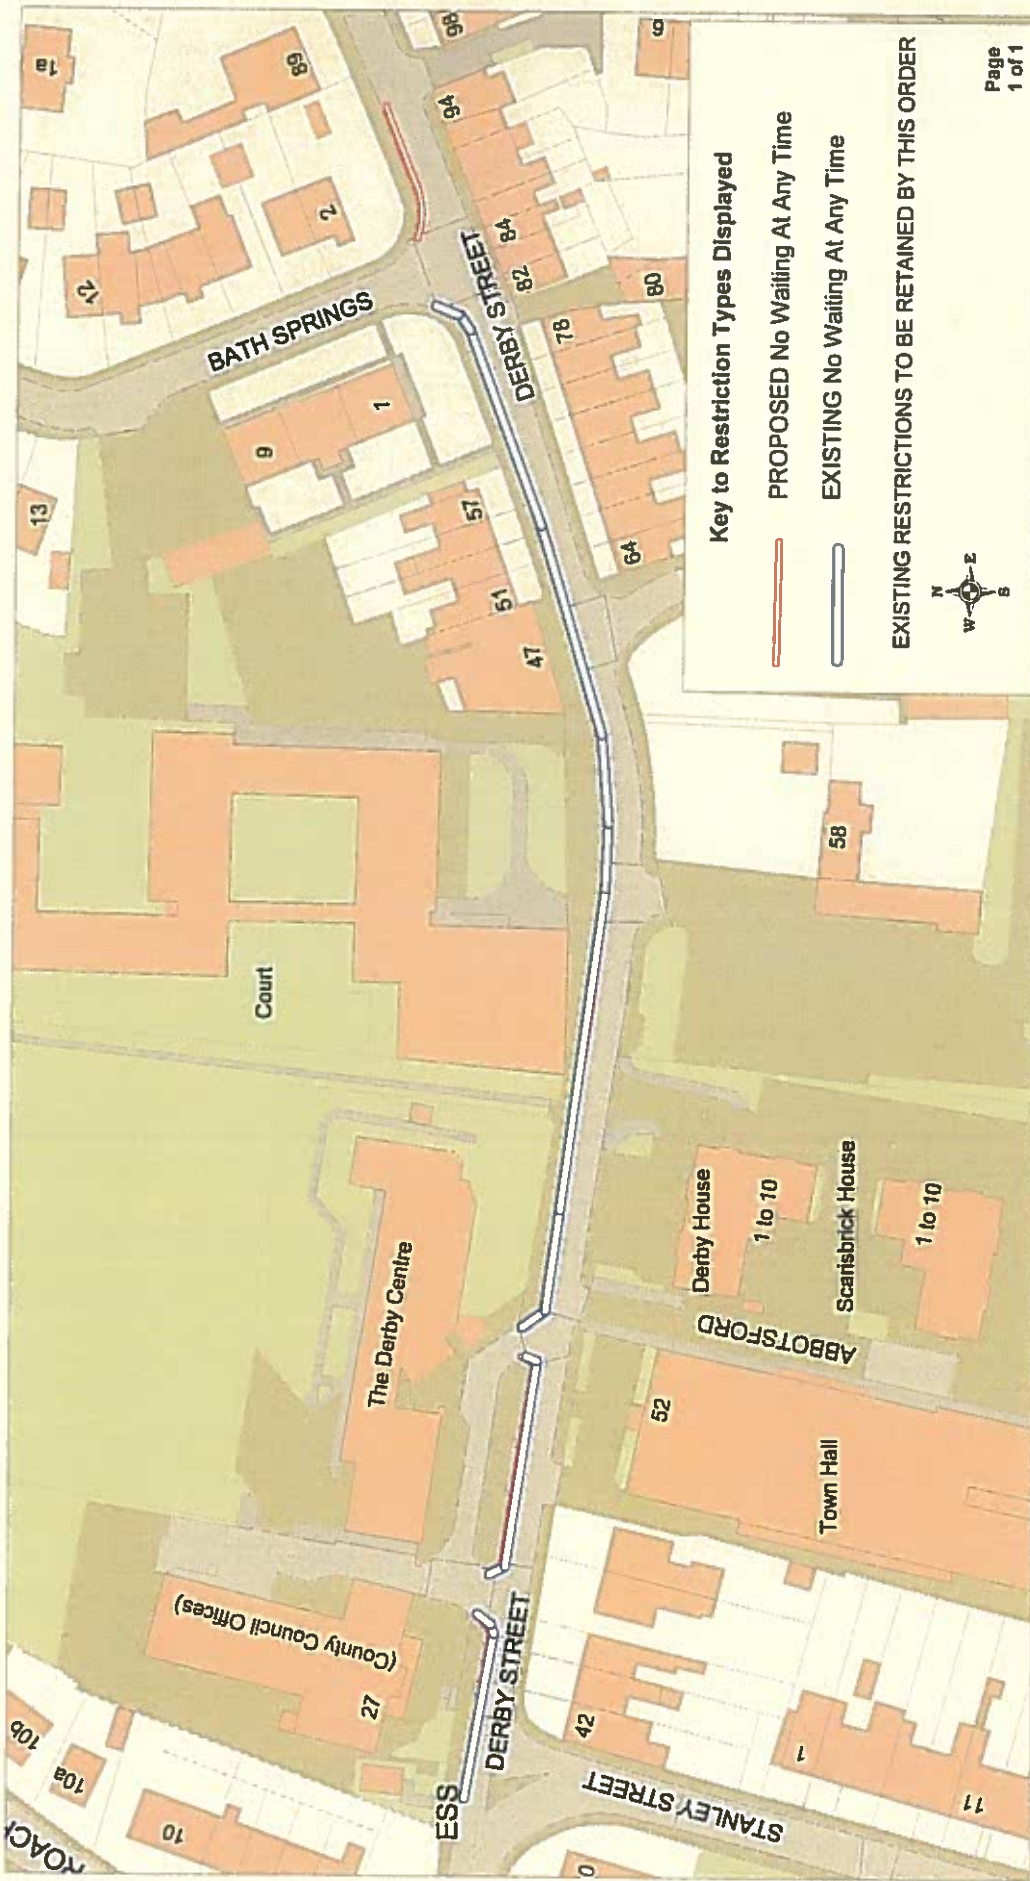 ROACH
10b
10a
10
27
(County Council Offices)
ESS
DERBY STREET
STANLEY STREET
42
1
11
0
The Derby Centre
Court
52
Town Hall
ABBOTSFORD
Derby House
1 to 10
Scarisbrick House
1 to 10
58
13
9
1
47
51
57
64
78
80
BATH SPRINGS
DERBY STREET
82
84
94
98
12
2
89
1a
9
Key to Restriction Types Displayed
PROPOSED No Waiting At Any Time
EXISTING No Waiting At Any Time
EXISTING RESTRICTIONS TO BE RETAINED BY THIS ORDER
N
W E
S
Page
1 of 1